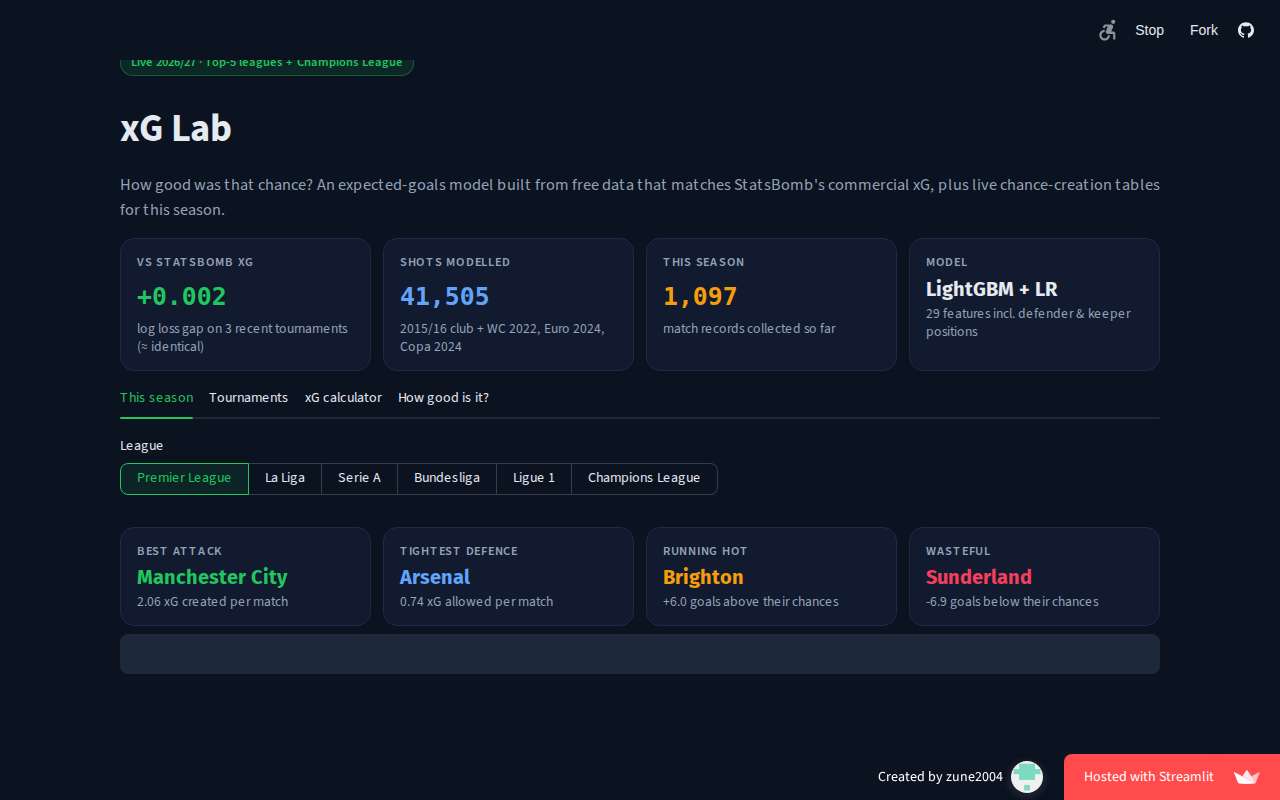 Stop
Fork
Live 2026/27 · Top-5 leagues + Champions League
xG Lab
How good was that chance? An expected-goals model built from free data that matches StatsBomb's commercial xG, plus live chance-creation tables
for this season.
VS STATSBOMB XG
+0.002
log loss gap on 3 recent tournaments
(≈ identical)
SHOTS MODELLED
41,505
2015/16 club + WC 2022, Euro 2024,
Copa 2024
THIS SEASON
1,097
match records collected so far
MODEL
LightGBM + LR
29 features incl. defender & keeper
positions
This season
Tournaments
xG calculator
How good is it?
League
Premier League
La Liga
Serie A
Bundesliga
Ligue 1
Champions League
BEST ATTACK
Manchester City
2.06 xG created per match
TIGHTEST DEFENCE
Arsenal
0.74 xG allowed per match
RUNNING HOT
Brighton
+6.0 goals above their chances
WASTEFUL
Sunderland
-6.9 goals below their chances
Created by zune2004
Hosted with Streamlit